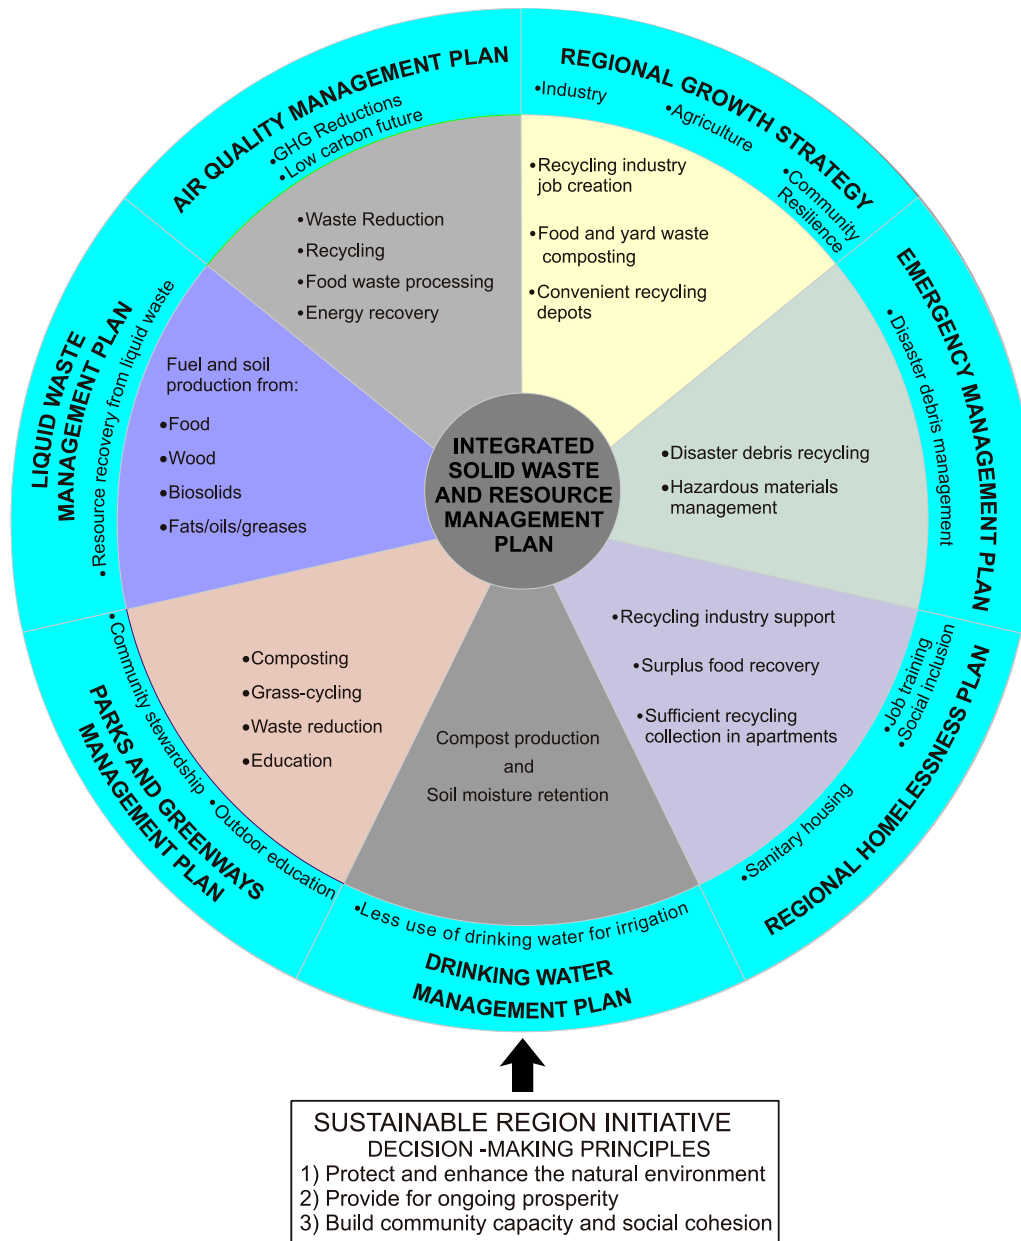 AIR QUALITY MANAGEMENT PLAN
•GHG Reductions
•Low carbon future
•Waste Reduction
•Recycling
•Food waste processing
•Energy recovery
REGIONAL GROWTH STRATEGY
•Industry
•Agriculture
•Community
Resilience
•Recycling industry
job creation
•Food and yard waste
composting
•Convenient recycling
depots
EMERGENCY MANAGEMENT PLAN
•Disaster debris management
•Disaster debris recycling
•Hazardous materials
management
REGIONAL HOMELESSNESS PLAN
•Job training
•Social inclusion
•Sanitary housing
•Recycling industry support
•Surplus food recovery
•Sufficient recycling
collection in apartments
DRINKING WATER
MANAGEMENT PLAN
•Less use of drinking water for irrigation
Compost production
and
Soil moisture retention
PARKS AND GREENWAYS
MANAGEMENT PLAN
•Community stewardship
•Outdoor education
•Composting
•Grass-cycling
•Waste reduction
•Education
LIQUID WASTE
MANAGEMENT PLAN
•Resource recovery from liquid waste
Fuel and soil
production from:
•Food
•Wood
•Biosolids
•Fats/oils/greases
INTEGRATED
SOLID WASTE
AND RESOURCE
MANAGEMENT
PLAN
SUSTAINABLE REGION INITIATIVE
DECISION -MAKING PRINCIPLES
1) Protect and enhance the natural environment
2) Provide for ongoing prosperity
3) Build community capacity and social cohesion